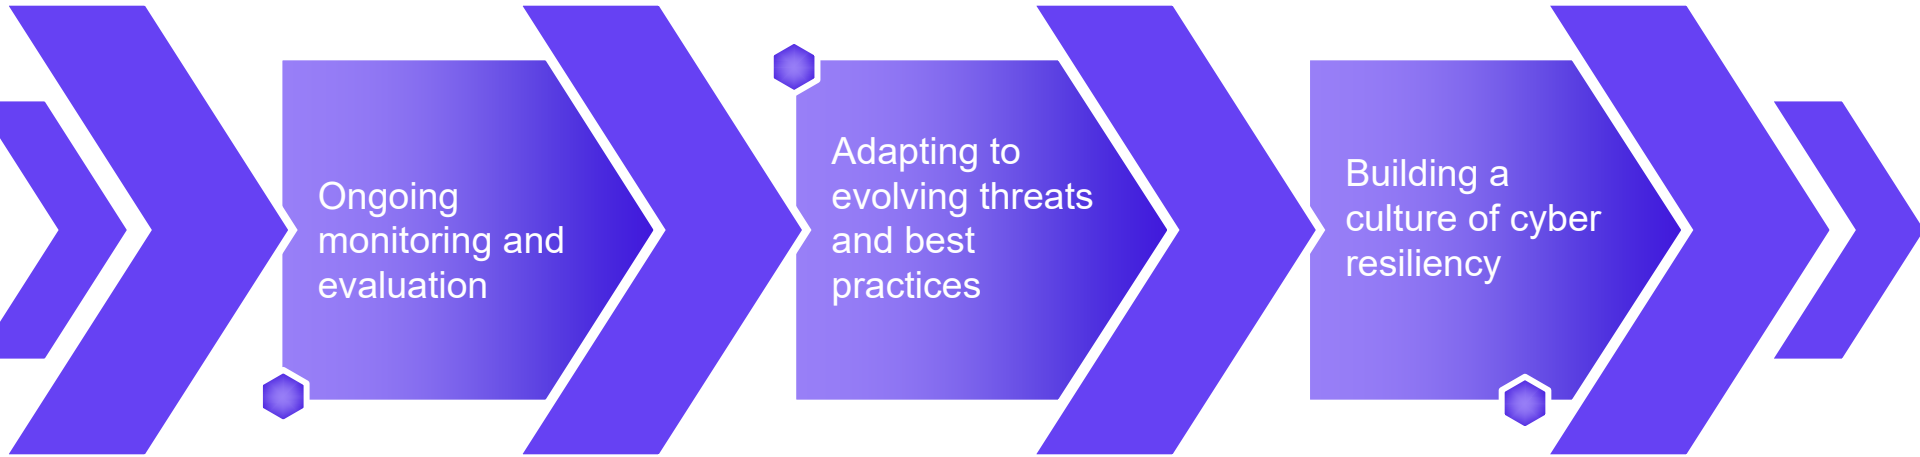 Ongoing
monitoring and
evaluation
Adapting to
evolving threats
and best
practices
Building a
culture of cyber
resiliency